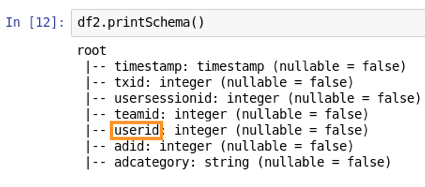 In [12]: df2.printSchema()
root
|-- timestamp: timestamp (nullable = false)
|-- txid: integer (nullable = false)
|-- usersessionid: integer (nullable = false)
|-- teamid: integer (nullable = false)
|-- userid: integer (nullable = false)
|-- adid: integer (nullable = false)
|-- adcategory: string (nullable = false)